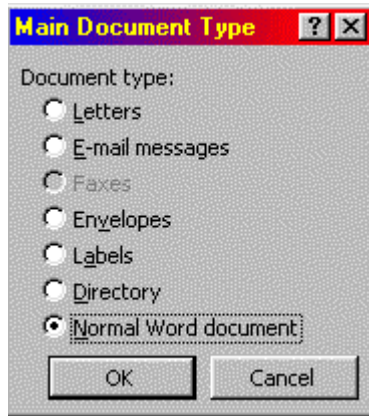 Main Document Type ? ×
Document type:
Letters
E-mail messages
Faxes
Envelopes
Labels
Directory
Normal Word document
OK Cancel